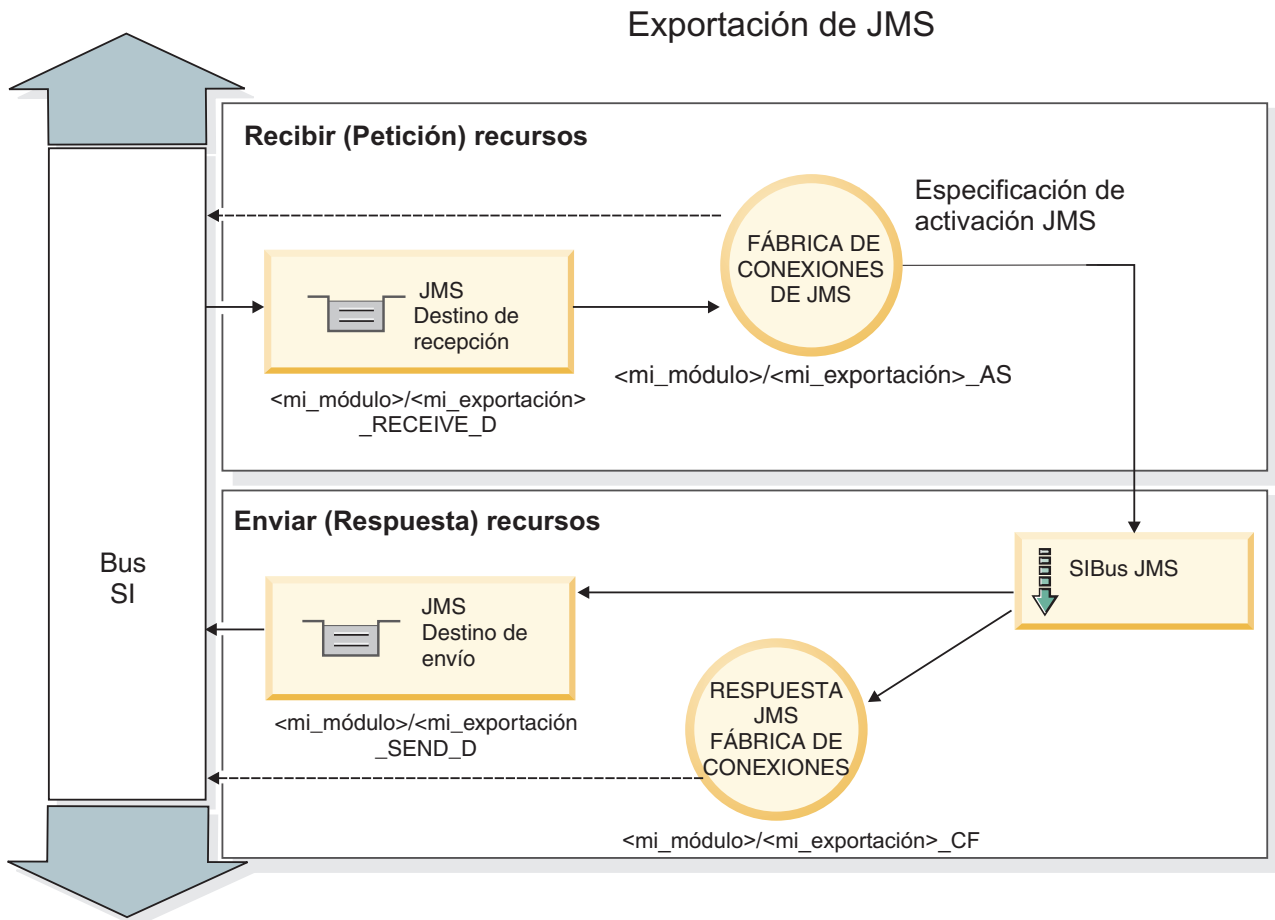 Exportación de JMS
Recibir (Petición) recursos
Especificación de
activación JMS
FÁBRICA DE
CONEXIONES
DE JMS
JMS
Destino de
recepción
<mi_módulo>/<mi_exportación>_AS
<mi_módulo>/<mi_exportación>
_RECEIVE_D
Enviar (Respuesta) recursos
Bus
SI
SIBus JMS
JMS
Destino de
envío
RESPUESTA
JMS
FÁBRICA DE
CONEXIONES
<mi_módulo>/<mi_exportación
_SEND_D
<mi_módulo>/<mi_exportación>_CF